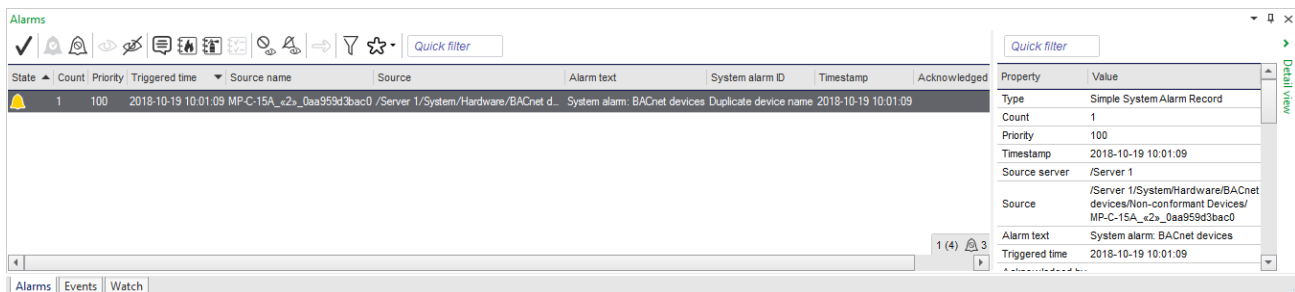 Alarms
Quick filter
State Count Priority Triggered time Source name Source Alarm text System alarm ID Timestamp Acknowledged
1 100 2018-10-19 10:01:09 MP-C-15A_«2»_0aa959d3bac0 /Server 1/System/Hardware/BACnet d... System alarm: BACnet devices Duplicate device name 2018-10-19 10:01:09
1 (4) 3
Quick filter
Property Value
Type Simple System Alarm Record
Count 1
Priority 100
Timestamp 2018-10-19 10:01:09
Source server /Server 1
Source /Server 1/System/Hardware/BACnet
devices/Non-conformant Devices/
MP-C-15A_«2»_0aa959d3bac0
Alarm text System alarm: BACnet devices
Triggered time 2018-10-19 10:01:09
Detail view
Alarms Events Watch